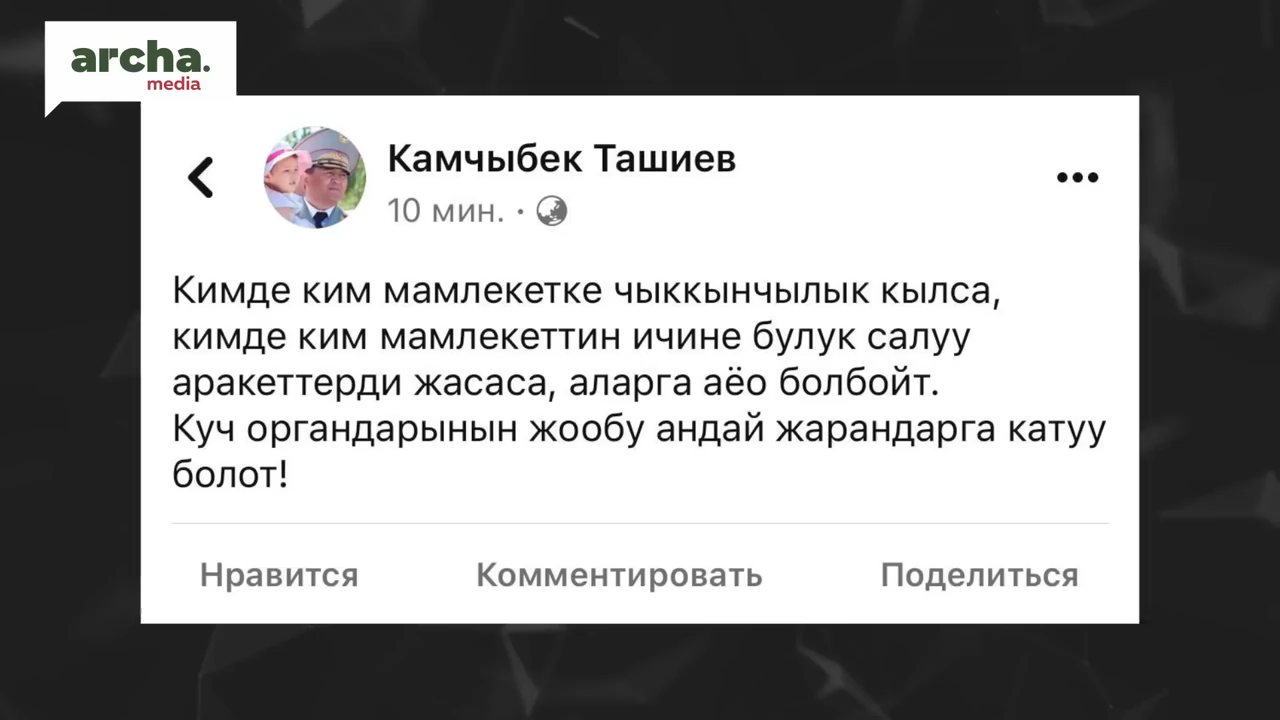 archa.
media
Камчыбек Ташиев
10 мин. ·
Кимде ким мамлекетке чыккынчылык кылса,
кимде ким мамлекеттин ичине булук салуу
аракеттерди жасаса, аларга аёо болбойт.
Куч органдарынын жообу андай жарандарга катуу
болот!
Нравится Комментировать Поделиться